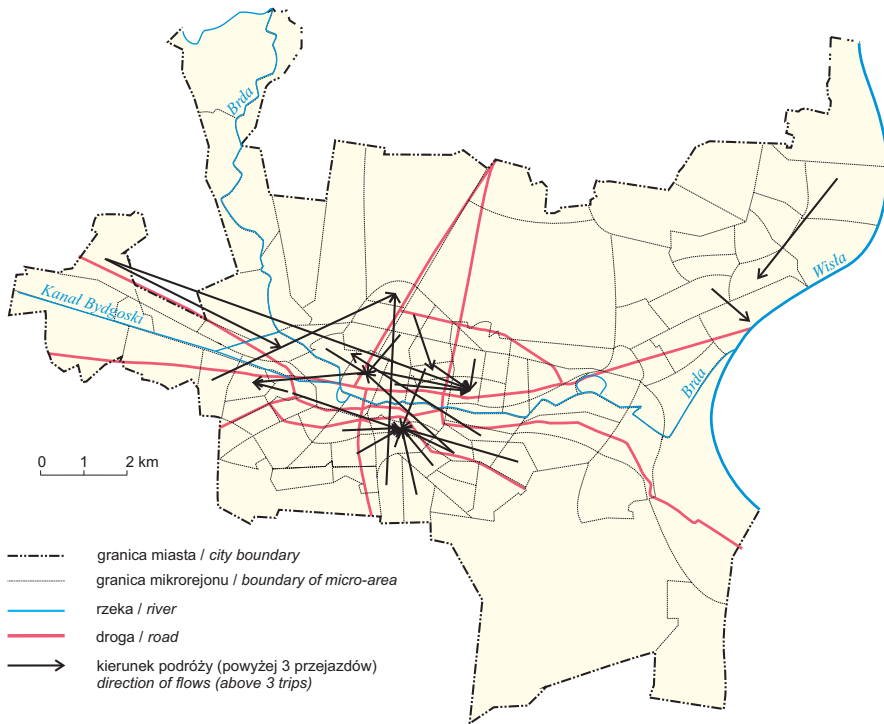 Brda
Wisła
Kanał Bydgoski
Brda
0 1 2 km
granica miasta / city boundary
granica mikrorejonu / boundary of micro-area
rzeka / river
droga / road
kierunek podróży (powyżej 3 przejazdów)
direction of flows (above 3 trips)